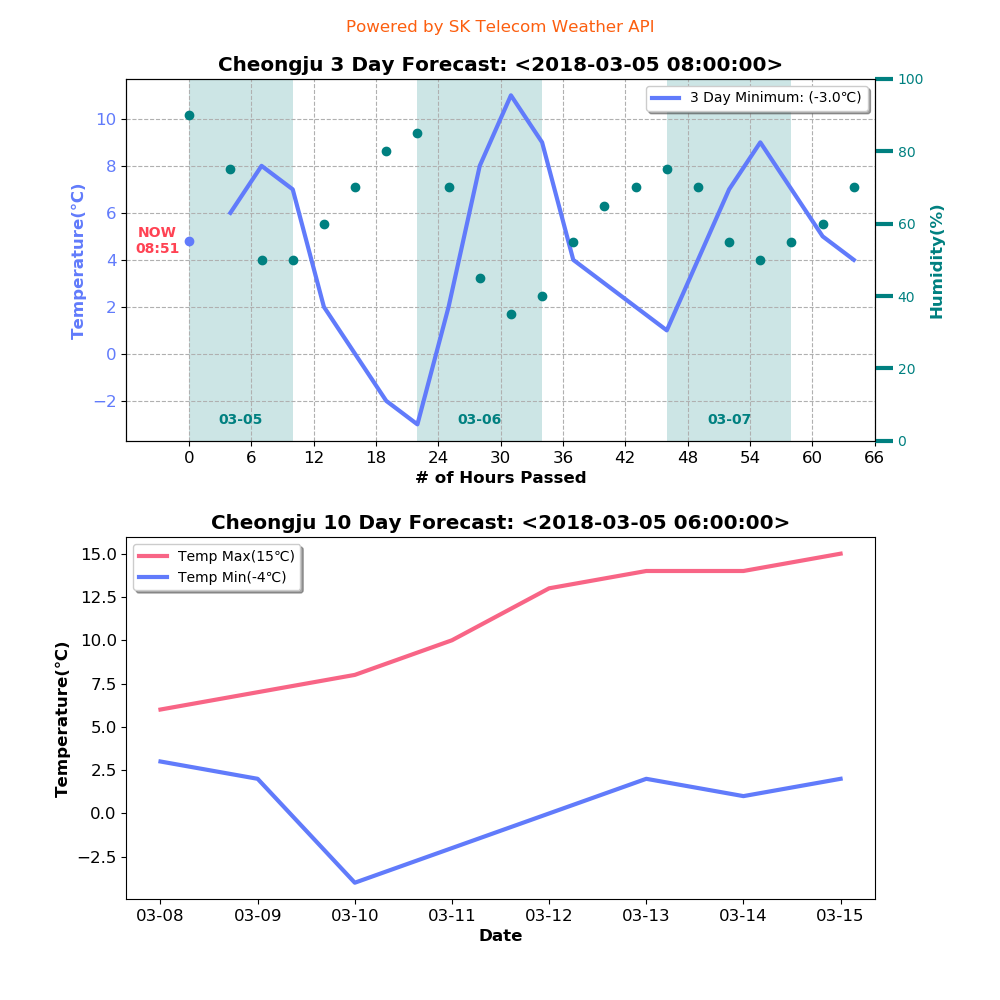 Powered by SK Telecom Weather API
Cheongju 3 Day Forecast: <2018-03-05 08:00:00>
3 Day Minimum: (-3.0℃)
10
8
6
4
2
0
−2
Temperature(℃)
NOW
08:51
03-05
03-06
03-07
100
80
60
40
20
0
Humidity(%)
0 6 12 18 24 30 36 42 48 54 60 66
# of Hours Passed
Cheongju 10 Day Forecast: <2018-03-05 06:00:00>
Temp Max(15℃)
Temp Min(-4℃)
15.0
12.5
10.0
7.5
5.0
2.5
0.0
−2.5
Temperature(℃)
03-08 03-09 03-10 03-11 03-12 03-13 03-14 03-15
Date